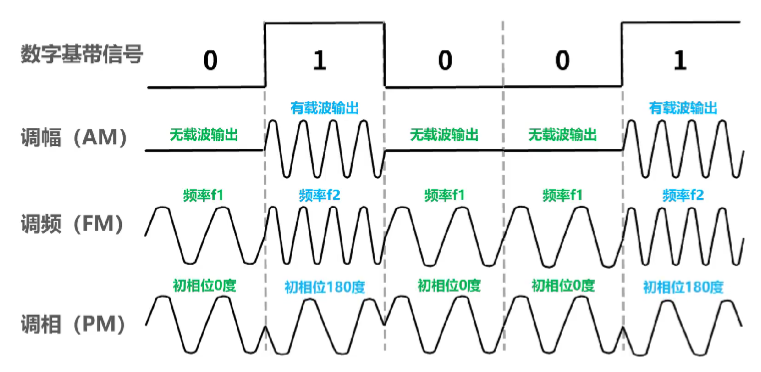 数字基带信号
0 1 0 0 1
有载波输出 有载波输出
调幅（AM） 无载波输出 无载波输出 无载波输出
频率f1 频率f2 频率f1 频率f1 频率f2
调频（FM）
初相位0度 初相位180度 初相位0度 初相位0度 初相位180度
调相（PM）